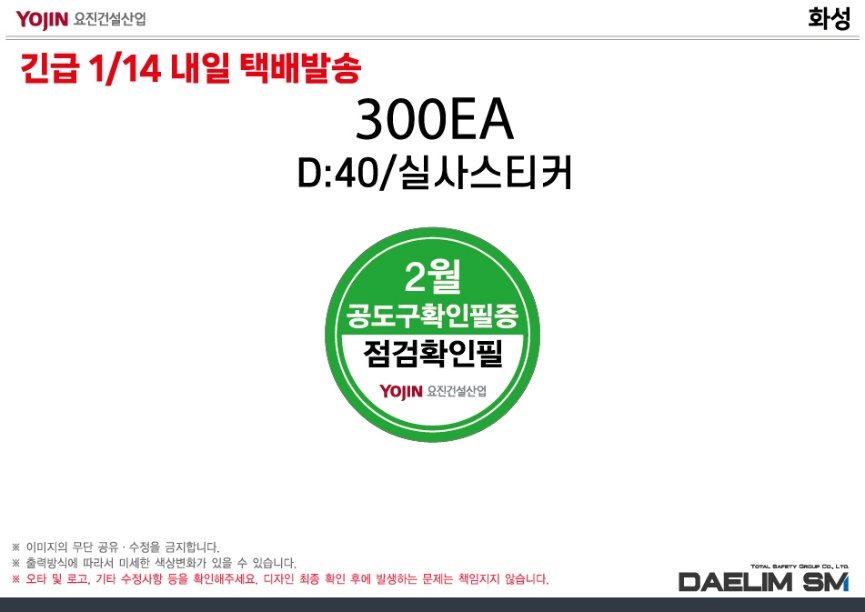 YOJIN 요진건설산업
화성
긴급 1/14 내일 택배발송
300EA
D:40/실사스티커
2월
공도구확인필증
점검확인필
YOJIN 요진건설산업
※ 이미지의 무단 공유 · 수정을 금지합니다.
※ 출력방식에 따라서 미세한 색상변화가 있을 수 있습니다.
※ 오타 및 로고, 기타 수정사항 등을 확인해주세요. 디자인 최종 확인 후에 발생하는 문제는 책임지지 않습니다.
TOTAL SAFETY GROUP CO., LTD.
DAELIM SM